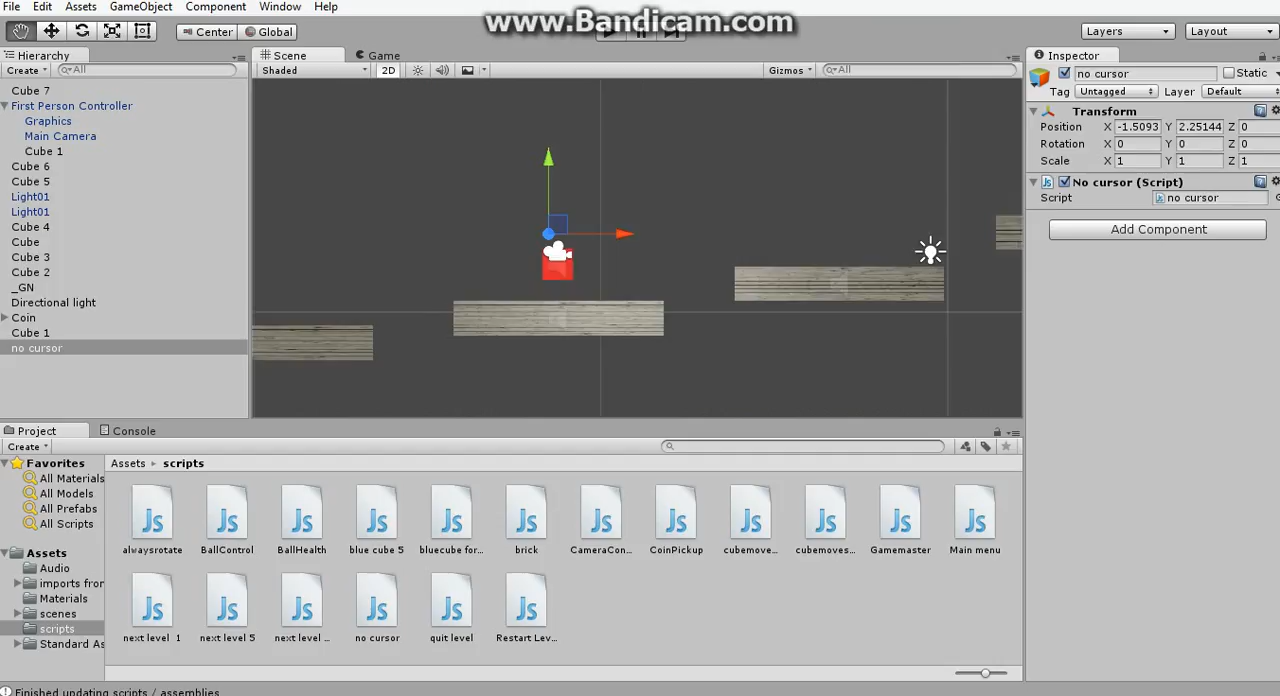 File Edit Assets GameObject Component Window Help
www.Bandicam.com
Center Global Layers Layout
Hierarchy Scene Game Inspector
Create All Shaded 2D Gizmos All
no cursor Static
Tag Untagged Layer Default
Transform
Position X -1.5093 Y 2.25144 Z 0
Rotation X 0 Y 0 Z 0
Scale X 1 Y 1 Z 1
No cursor (Script)
Script no cursor
Add Component
Cube 7
First Person Controller
Graphics
Main Camera
Cube 1
Cube 6
Cube 5
Light01
Light01
Cube 4
Cube
Cube 3
Cube 2
_GN
Directional light
Coin
Cube 1
no cursor
Project Console
Create
Favorites
All Materials
All Models
All Prefabs
All Scripts
Assets
Audio
imports fror
Materials
scenes
scripts
Standard As
Assets scripts
alwaysrotate BallControl BallHealth blue cube 5 bluecube for... brick CameraCon... CoinPickup cubemove... cubemoves... Gamemaster Main menu
next level 1 next level 5 next level ... no cursor quit level Restart Lev...
Finished updating scripts / assemblies